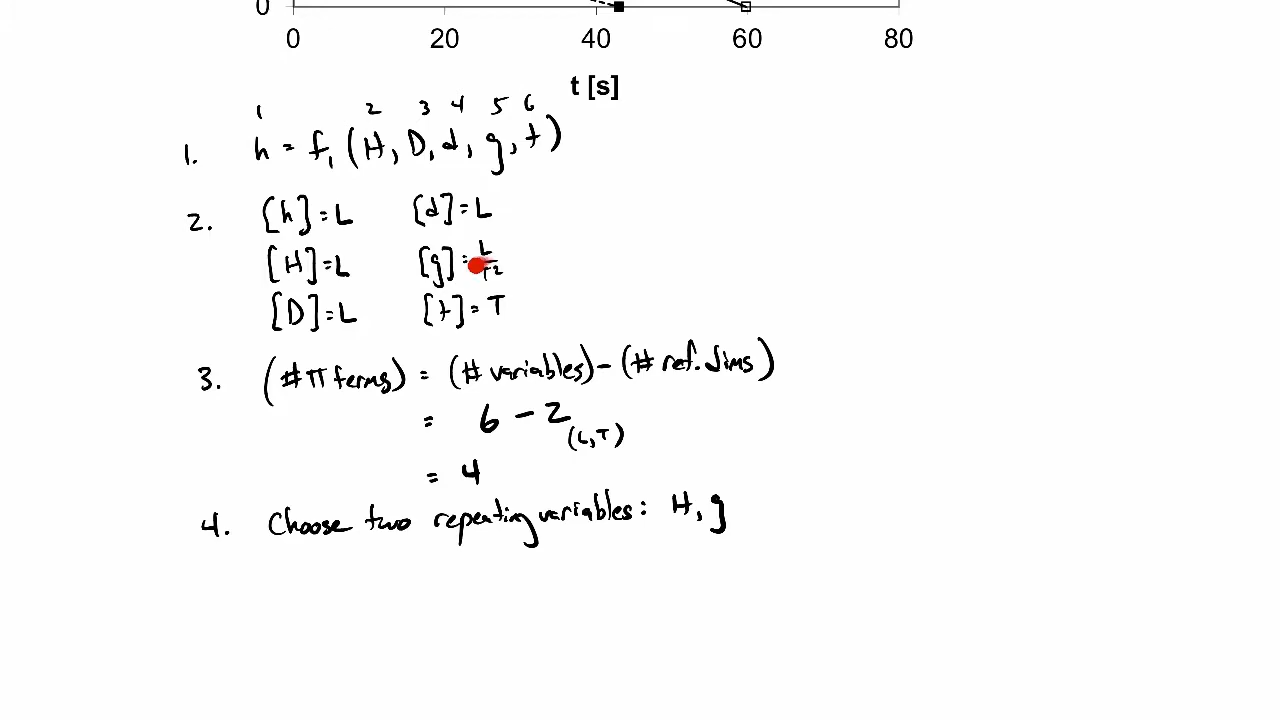 0
0 20 40 60 80
t [s]
1 2 3 4 5 6
1. h = f₁ (H, D, d, g, t)
2. [h] = L [d] = L
[H] = L [g] = L/T²
[D] = L [t] = T
3. (# π terms) = (# variables) - (# ref. dims)
= 6 - 2 (L, T)
= 4
4. Choose two repeating variables: H, g